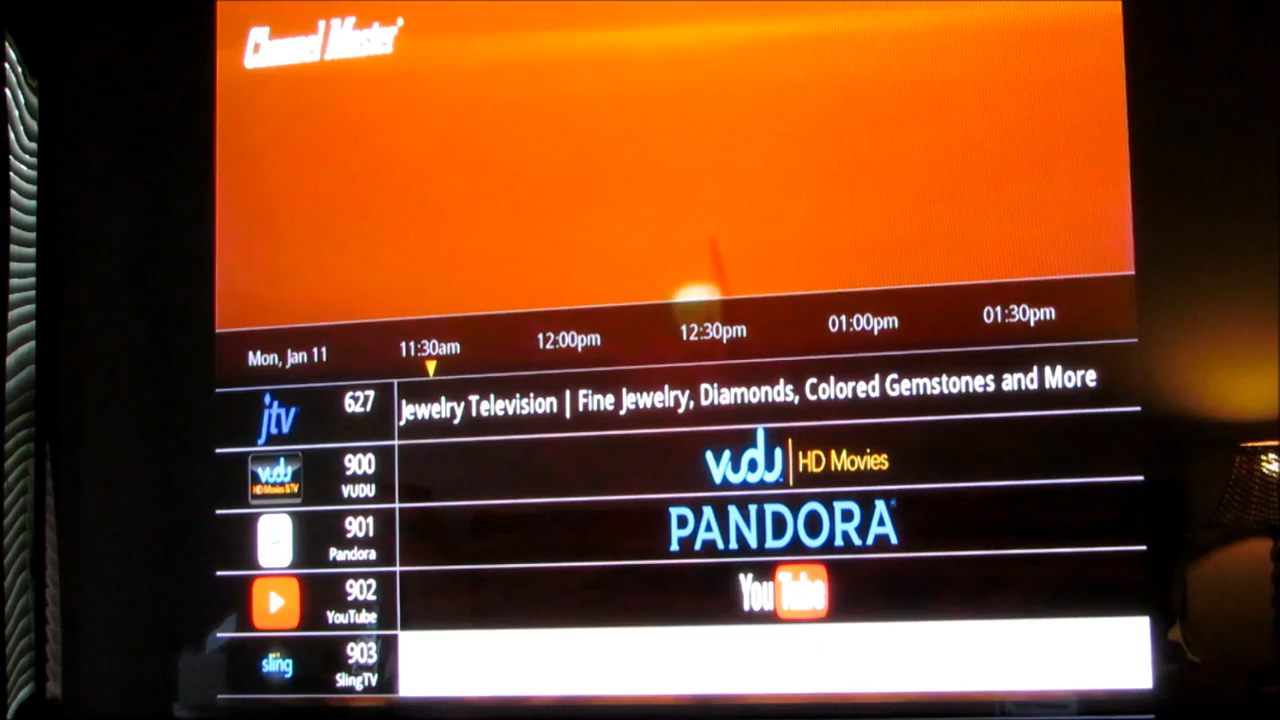 Channel Master
Mon, Jan 11 11:30am 12:00pm 12:30pm 01:00pm 01:30pm
jtv 627 Jewelry Television | Fine Jewelry, Diamonds, Colored Gemstones and More
vudu HD Movies &TV 900 VUDU vudu HD Movies
901 Pandora PANDORA
902 YouTube YouTube
sling 903 SlingTV